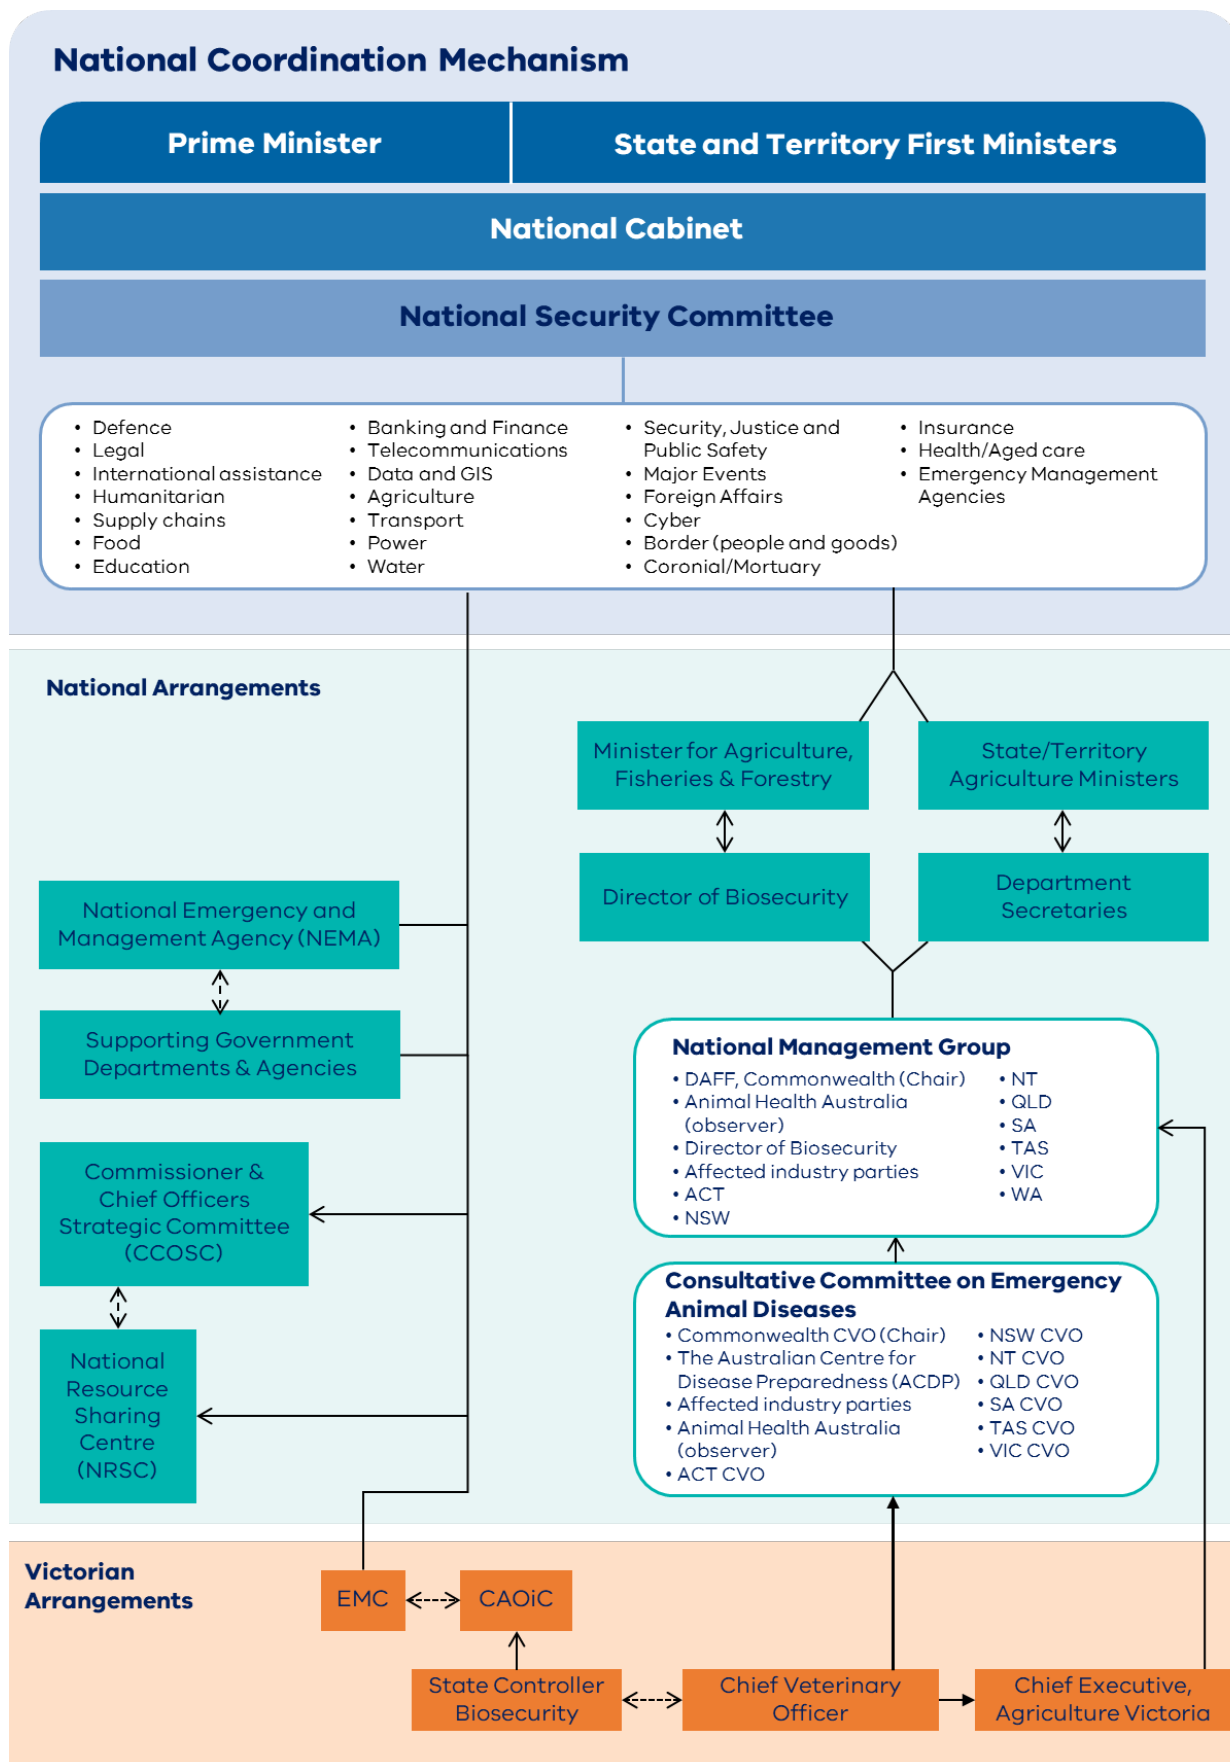 National Coordination Mechanism
Prime Minister
State and Territory First Ministers
National Cabinet
National Security Committee
• Defence
• Legal
• International assistance
• Humanitarian
• Supply chains
• Food
• Education
• Banking and Finance
• Telecommunications
• Data and GIS
• Agriculture
• Transport
• Power
• Water
• Security, Justice and
Public Safety
• Major Events
• Foreign Affairs
• Cyber
• Border (people and goods)
• Coronial/Mortuary
• Insurance
• Health/Aged care
• Emergency Management
Agencies
National Arrangements
Minister for Agriculture,
Fisheries & Forestry
State/Territory
Agriculture Ministers
Director of Biosecurity
Department
Secretaries
National Emergency and
Management Agency (NEMA)
Supporting Government
Departments & Agencies
Commissioner &
Chief Officers
Strategic Committee
(CCOSC)
National
Resource
Sharing
Centre
(NRSC)
National Management Group
• DAFF, Commonwealth (Chair)
• Animal Health Australia
(observer)
• Director of Biosecurity
• Affected industry parties
• ACT
• NSW
• NT
• QLD
• SA
• TAS
• VIC
• WA
Consultative Committee on Emergency
Animal Diseases
• Commonwealth CVO (Chair)
• The Australian Centre for
Disease Preparedness (ACDP)
• Affected industry parties
• Animal Health Australia
(observer)
• ACT CVO
• NSW CVO
• NT CVO
• QLD CVO
• SA CVO
• TAS CVO
• VIC CVO
Victorian
Arrangements
EMC
CAOiC
State Controller
Biosecurity
Chief Veterinary
Officer
Chief Executive,
Agriculture Victoria